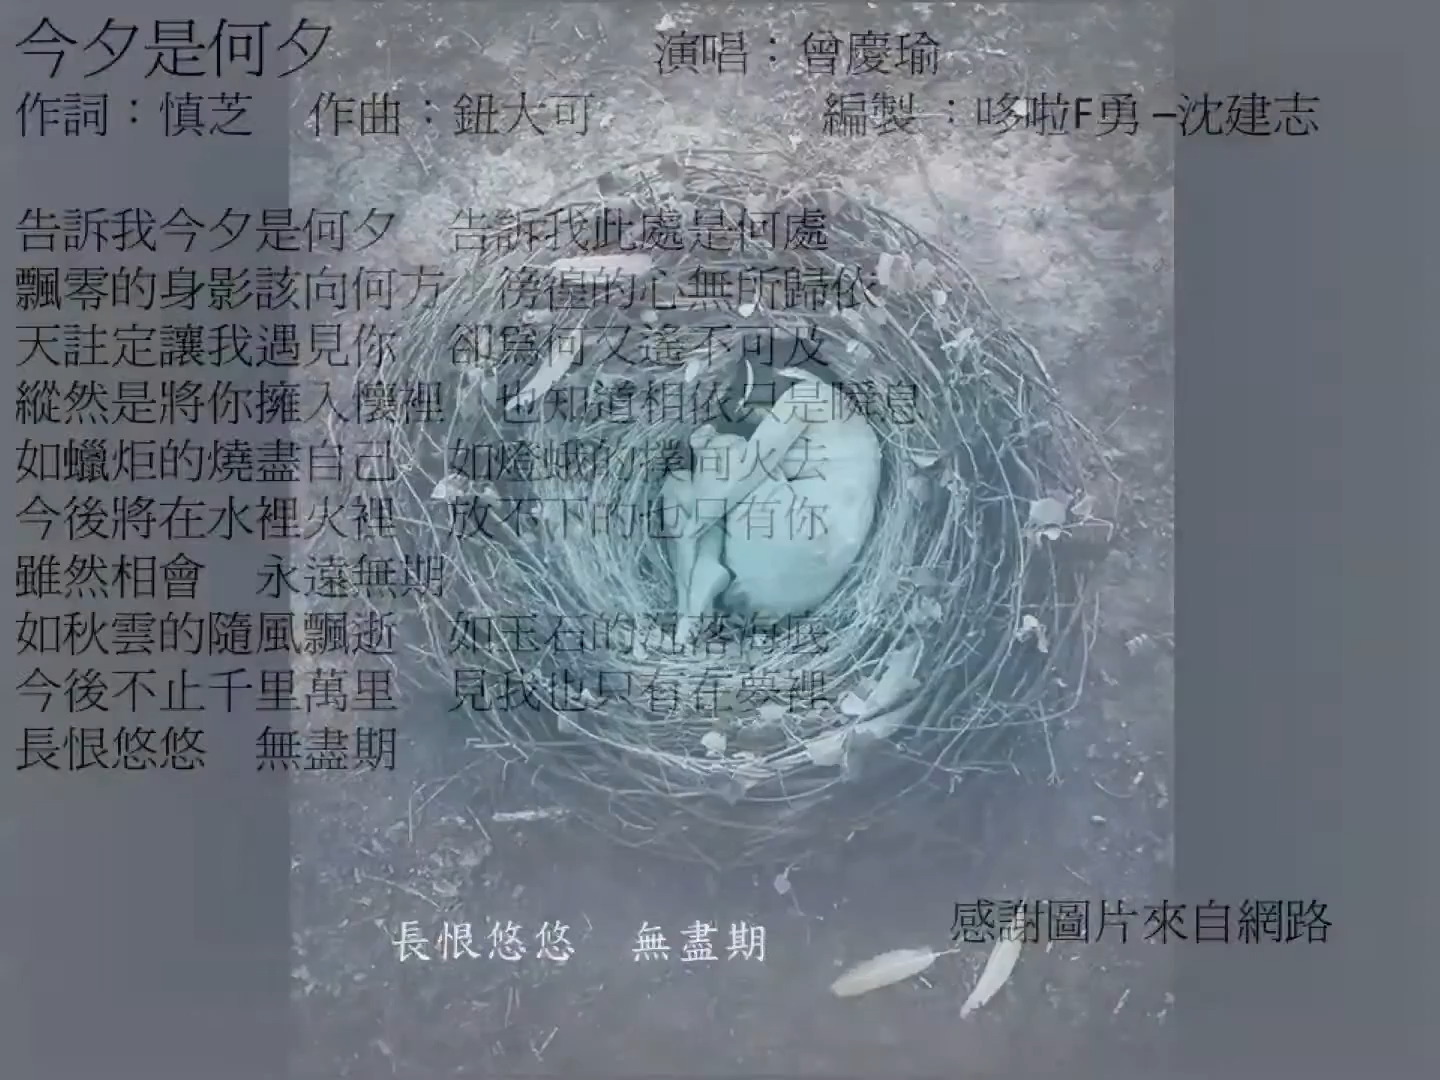 今夕是何夕　演唱：曾慶瑜
作詞：慎芝　作曲：鈕大可　編製：哆啦F勇–沈建志
告訴我今夕是何夕　告訴我此處是何處
飄零的身影該向何方　徬徨的心無所歸依
天註定讓我遇見你　卻爲何又遙不可及
縱然是將你擁入懷裡　也知道相依只是瞬息
如蠟炬的燒盡自己　如燈蛾的撲向火去
今後將在水裡火裡　放不下的也只有你
雖然相會　永遠無期
如秋雲的隨風飄逝　如玉石的沉落海底
今後不止千里萬里　見我也只有在夢裡
長恨悠悠　無盡期
感謝圖片來自網路
長恨悠悠　無盡期